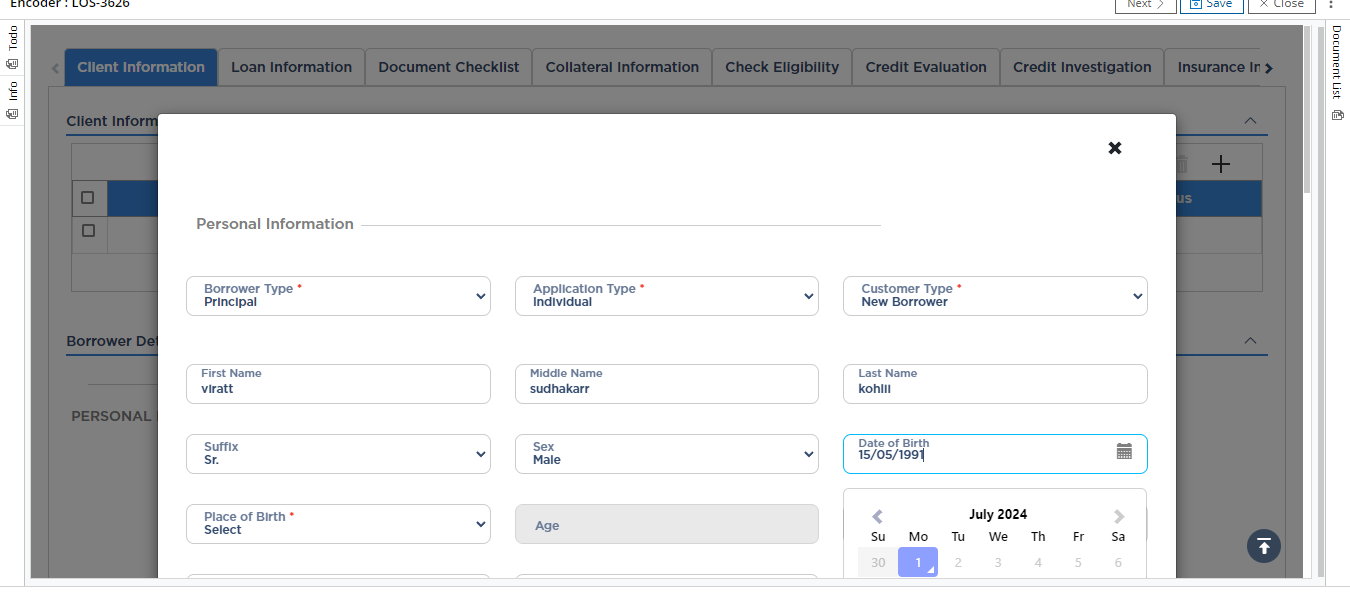 Encoder : LOS-3626
Next
Save
Close
Todo
Info
Document List
Client Information
Loan Information
Document Checklist
Collateral Information
Check Eligibility
Credit Evaluation
Credit Investigation
Insurance In
Client Inform
us
Borrower Det
PERSONAL
Personal Information
Borrower Type *
Principal
Application Type *
Individual
Customer Type *
New Borrower
First Name
viratt
Middle Name
sudhakarr
Last Name
kohlii
Suffix
Sr.
Sex
Male
Date of Birth
15/05/1991
Place of Birth *
Select
Age
July 2024
Su Mo Tu We Th Fr Sa
30 1 2 3 4 5 6